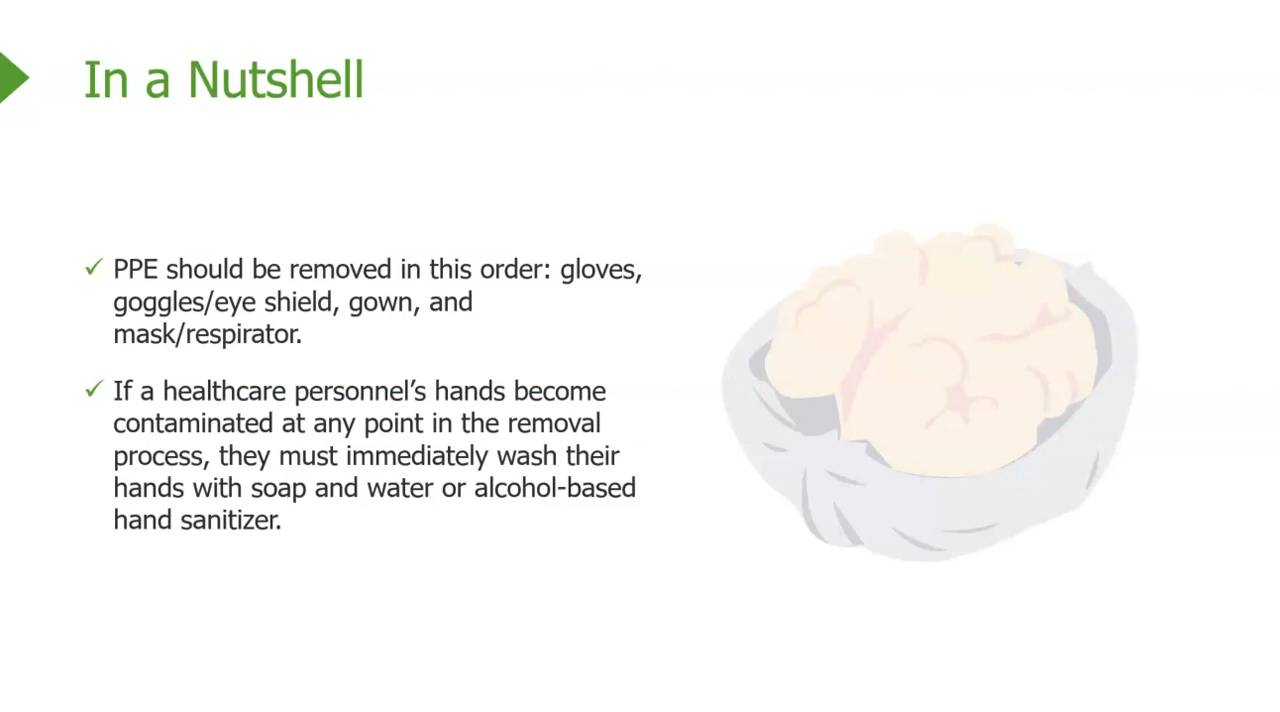 In a Nutshell
✓ PPE should be removed in this order: gloves,
goggles/eye shield, gown, and
mask/respirator.
✓ If a healthcare personnel’s hands become
contaminated at any point in the removal
process, they must immediately wash their
hands with soap and water or alcohol-based
hand sanitizer.